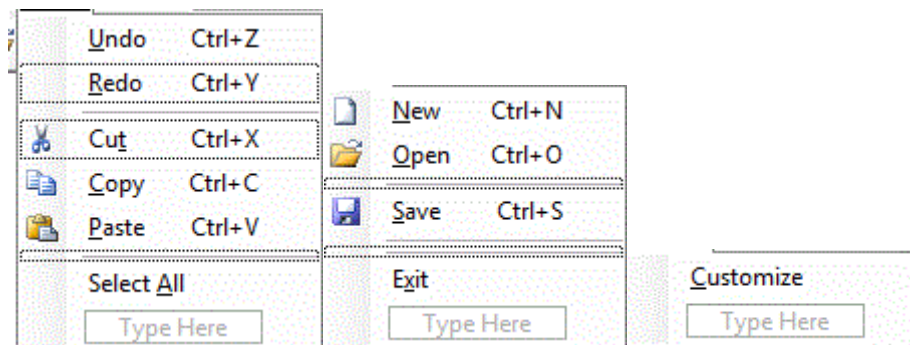 Undo Ctrl+Z
Redo Ctrl+Y
Cut Ctrl+X
Copy Ctrl+C
Paste Ctrl+V
Select All
Type Here
New Ctrl+N
Open Ctrl+O
Save Ctrl+S
Exit
Type Here
Customize
Type Here